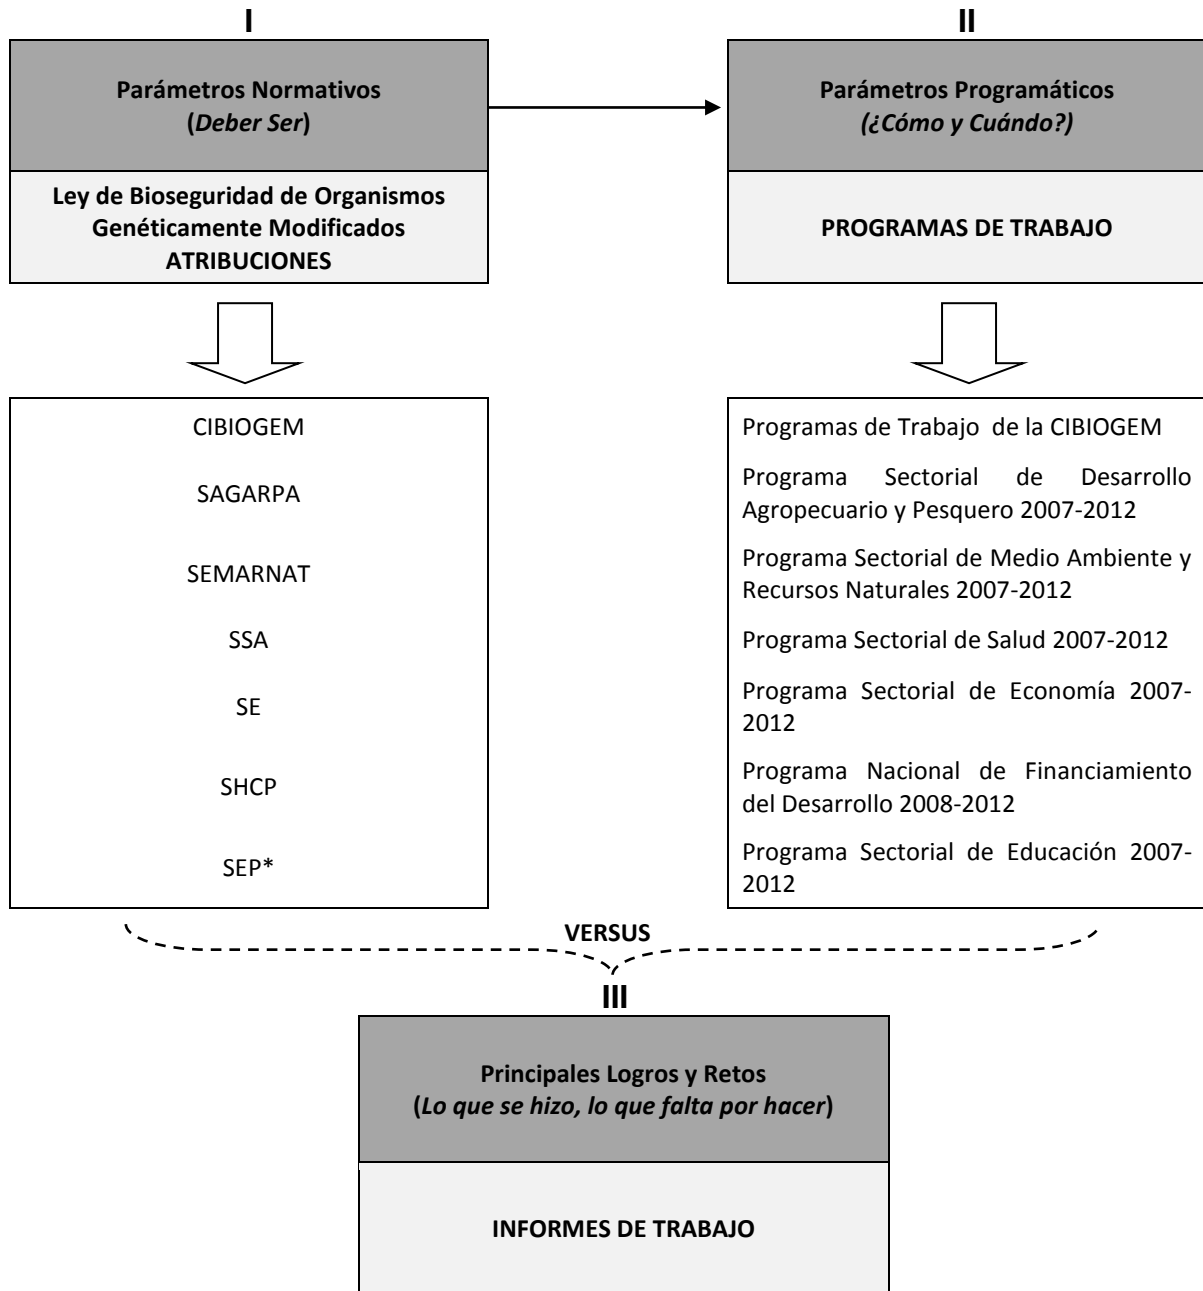 I
Parámetros Normativos
(Deber Ser)
Ley de Bioseguridad de Organismos
Genéticamente Modificados
ATRIBUCIONES
II
Parámetros Programáticos
(¿Cómo y Cuándo?)
PROGRAMAS DE TRABAJO
CIBIOGEM
SAGARPA
SEMARNAT
SSA
SE
SHCP
SEP*
Programas de Trabajo de la CIBIOGEM
Programa Sectorial de Desarrollo
Agropecuario y Pesquero 2007-2012
Programa Sectorial de Medio Ambiente y
Recursos Naturales 2007-2012
Programa Sectorial de Salud 2007-2012
Programa Sectorial de Economía 2007-
2012
Programa Nacional de Financiamiento
del Desarrollo 2008-2012
Programa Sectorial de Educación 2007-
2012
VERSUS
III
Principales Logros y Retos
(Lo que se hizo, lo que falta por hacer)
INFORMES DE TRABAJO